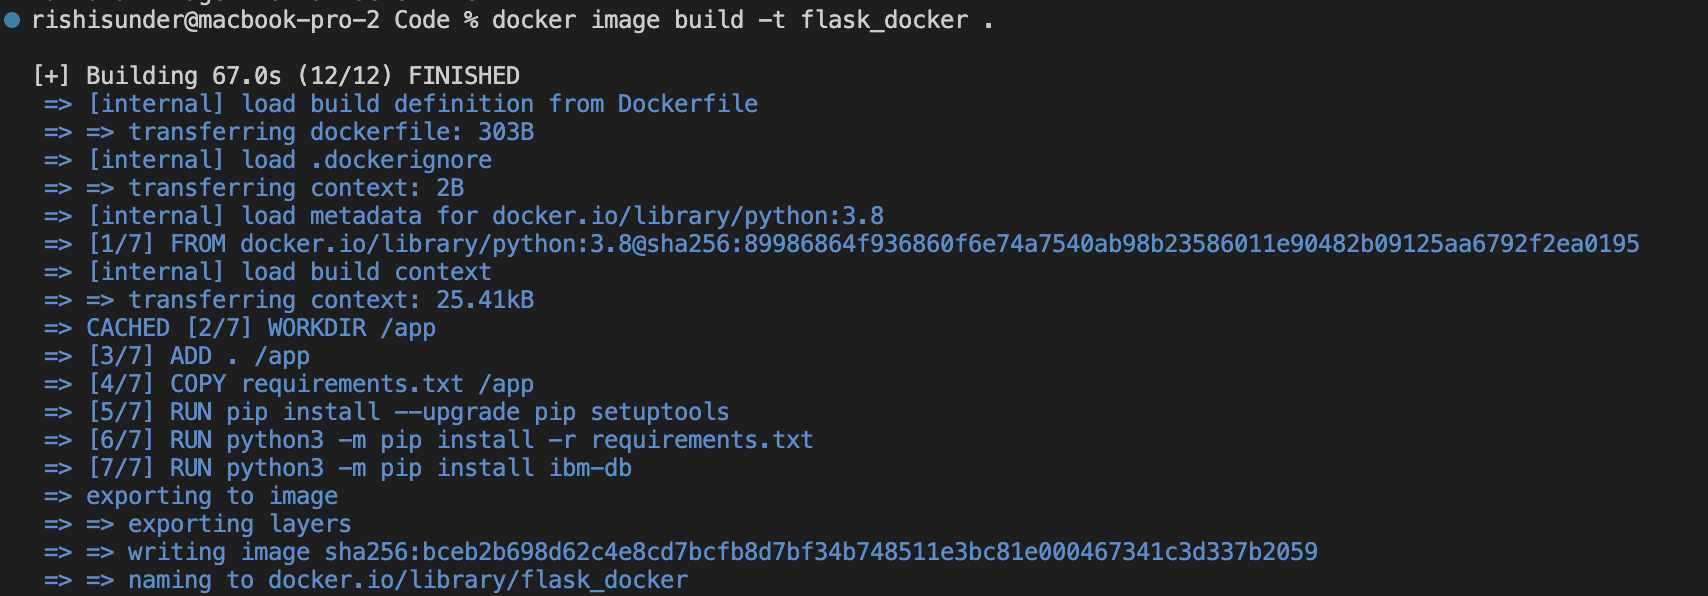 rishisunder@macbook-pro-2 Code % docker image build -t flask_docker .
[+] Building 67.0s (12/12) FINISHED
=> [internal] load build definition from Dockerfile
=> => transferring dockerfile: 303B
=> [internal] load .dockerignore
=> => transferring context: 2B
=> [internal] load metadata for docker.io/library/python:3.8
=> [1/7] FROM docker.io/library/python:3.8@sha256:89986864f936860f6e74a7540ab98b23586011e90482b09125aa6792f2ea0195
=> [internal] load build context
=> => transferring context: 25.41kB
=> CACHED [2/7] WORKDIR /app
=> [3/7] ADD . /app
=> [4/7] COPY requirements.txt /app
=> [5/7] RUN pip install --upgrade pip setuptools
=> [6/7] RUN python3 -m pip install -r requirements.txt
=> [7/7] RUN python3 -m pip install ibm-db
=> exporting to image
=> => exporting layers
=> => writing image sha256:bceb2b698d62c4e8cd7bcfb8d7bf34b748511e3bc81e000467341c3d337b2059
=> => naming to docker.io/library/flask_docker